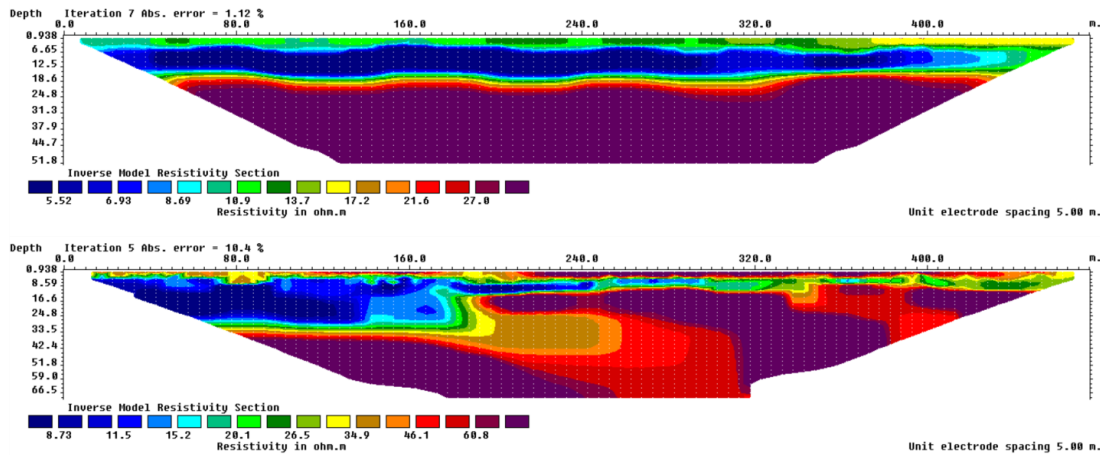 Depth Iteration 7 Abs. error = 1.12 %
0.0 80.0 160.0 240.0 320.0 400.0 m.
0.938
6.65
12.5
18.6
24.8
31.3
37.9
44.7
51.8
Inverse Model Resistivity Section
5.52 6.93 8.69 10.9 13.7 17.2 21.6 27.0
Resistivity in ohm.m
Unit electrode spacing 5.00 m.
Depth Iteration 5 Abs. error = 10.4 %
0.0 80.0 160.0 240.0 320.0 400.0 m.
0.938
8.59
16.6
24.8
33.5
42.4
51.8
66.5
Inverse Model Resistivity Section
8.73 11.5 15.2 20.1 26.5 34.9 46.1 60.8
Resistivity in ohm.m
Unit electrode spacing 5.00 m.